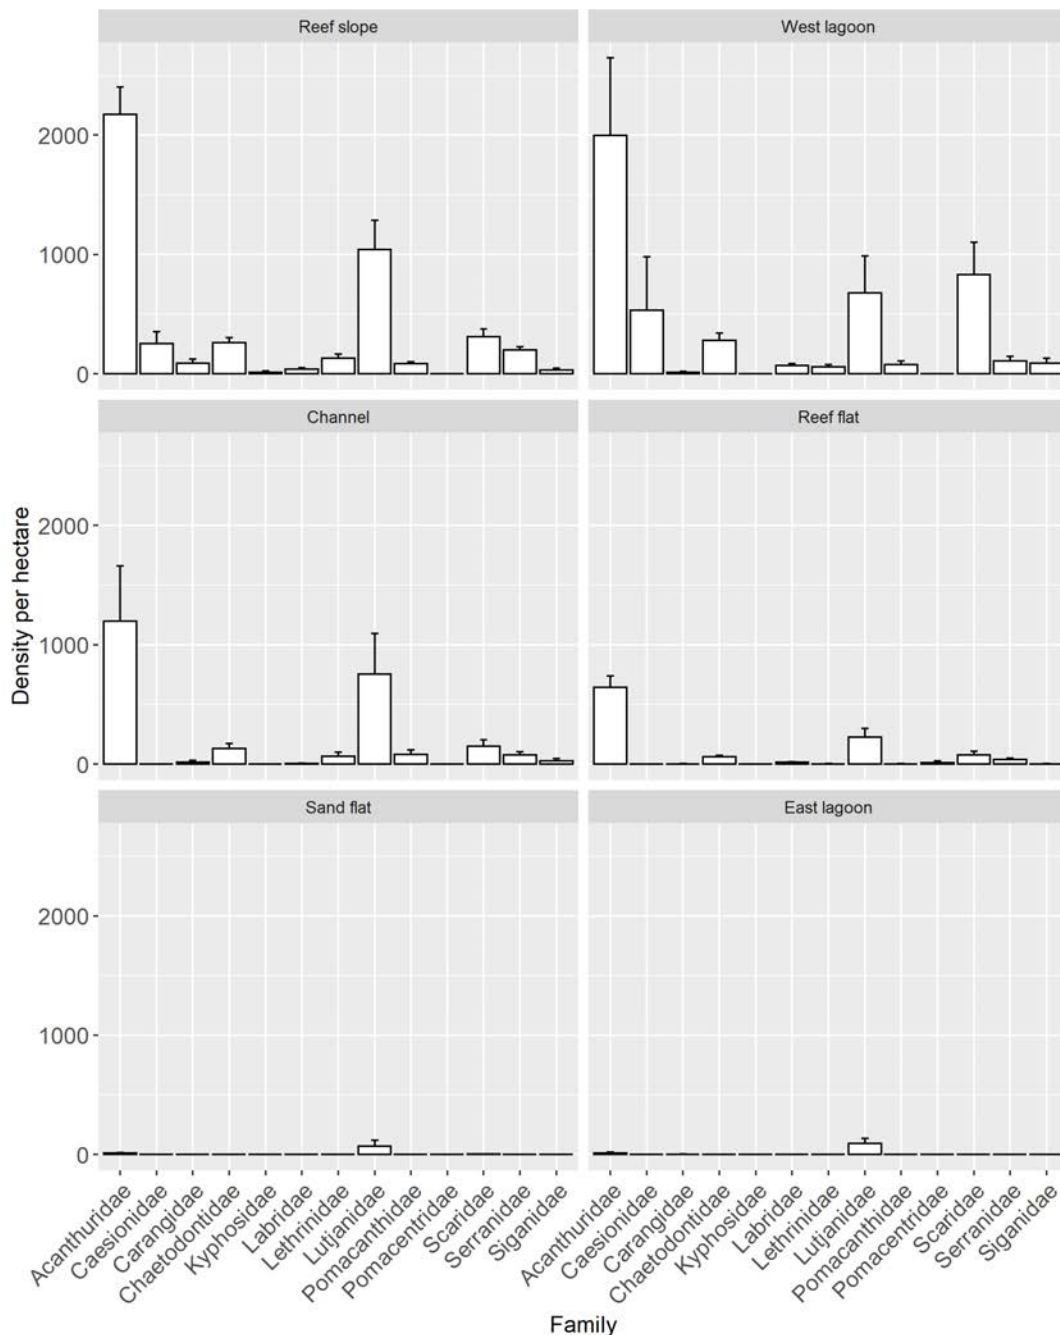 Reef slope
West lagoon
2000
1000
0
Channel
Reef flat
2000
1000
0
Sand flat
East lagoon
2000
1000
0
Density per hectare
Acanthuridae
Caesionidae
Carangidae
Chaetodontidae
Kyphosidae
Labridae
Lethrinidae
Lutjanidae
Pomacanthidae
Pomacentridae
Scaridae
Serranidae
Siganidae
Acanthuridae
Caesionidae
Carangidae
Chaetodontidae
Kyphosidae
Labridae
Lethrinidae
Lutjanidae
Pomacanthidae
Pomacentridae
Scaridae
Serranidae
Siganidae
Family